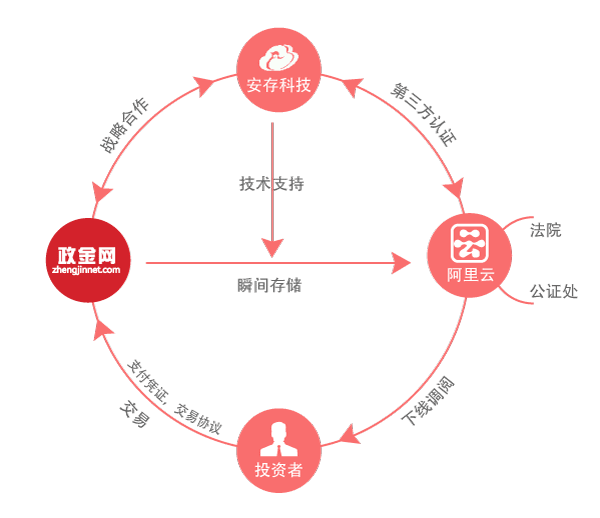 安存科技
战略合作
第三方认证
技术支持
政金网
zhengjinnet.com
瞬间存储
阿里云
法院
公证处
支付凭证，交易协议
交易
下线调阅
投资者